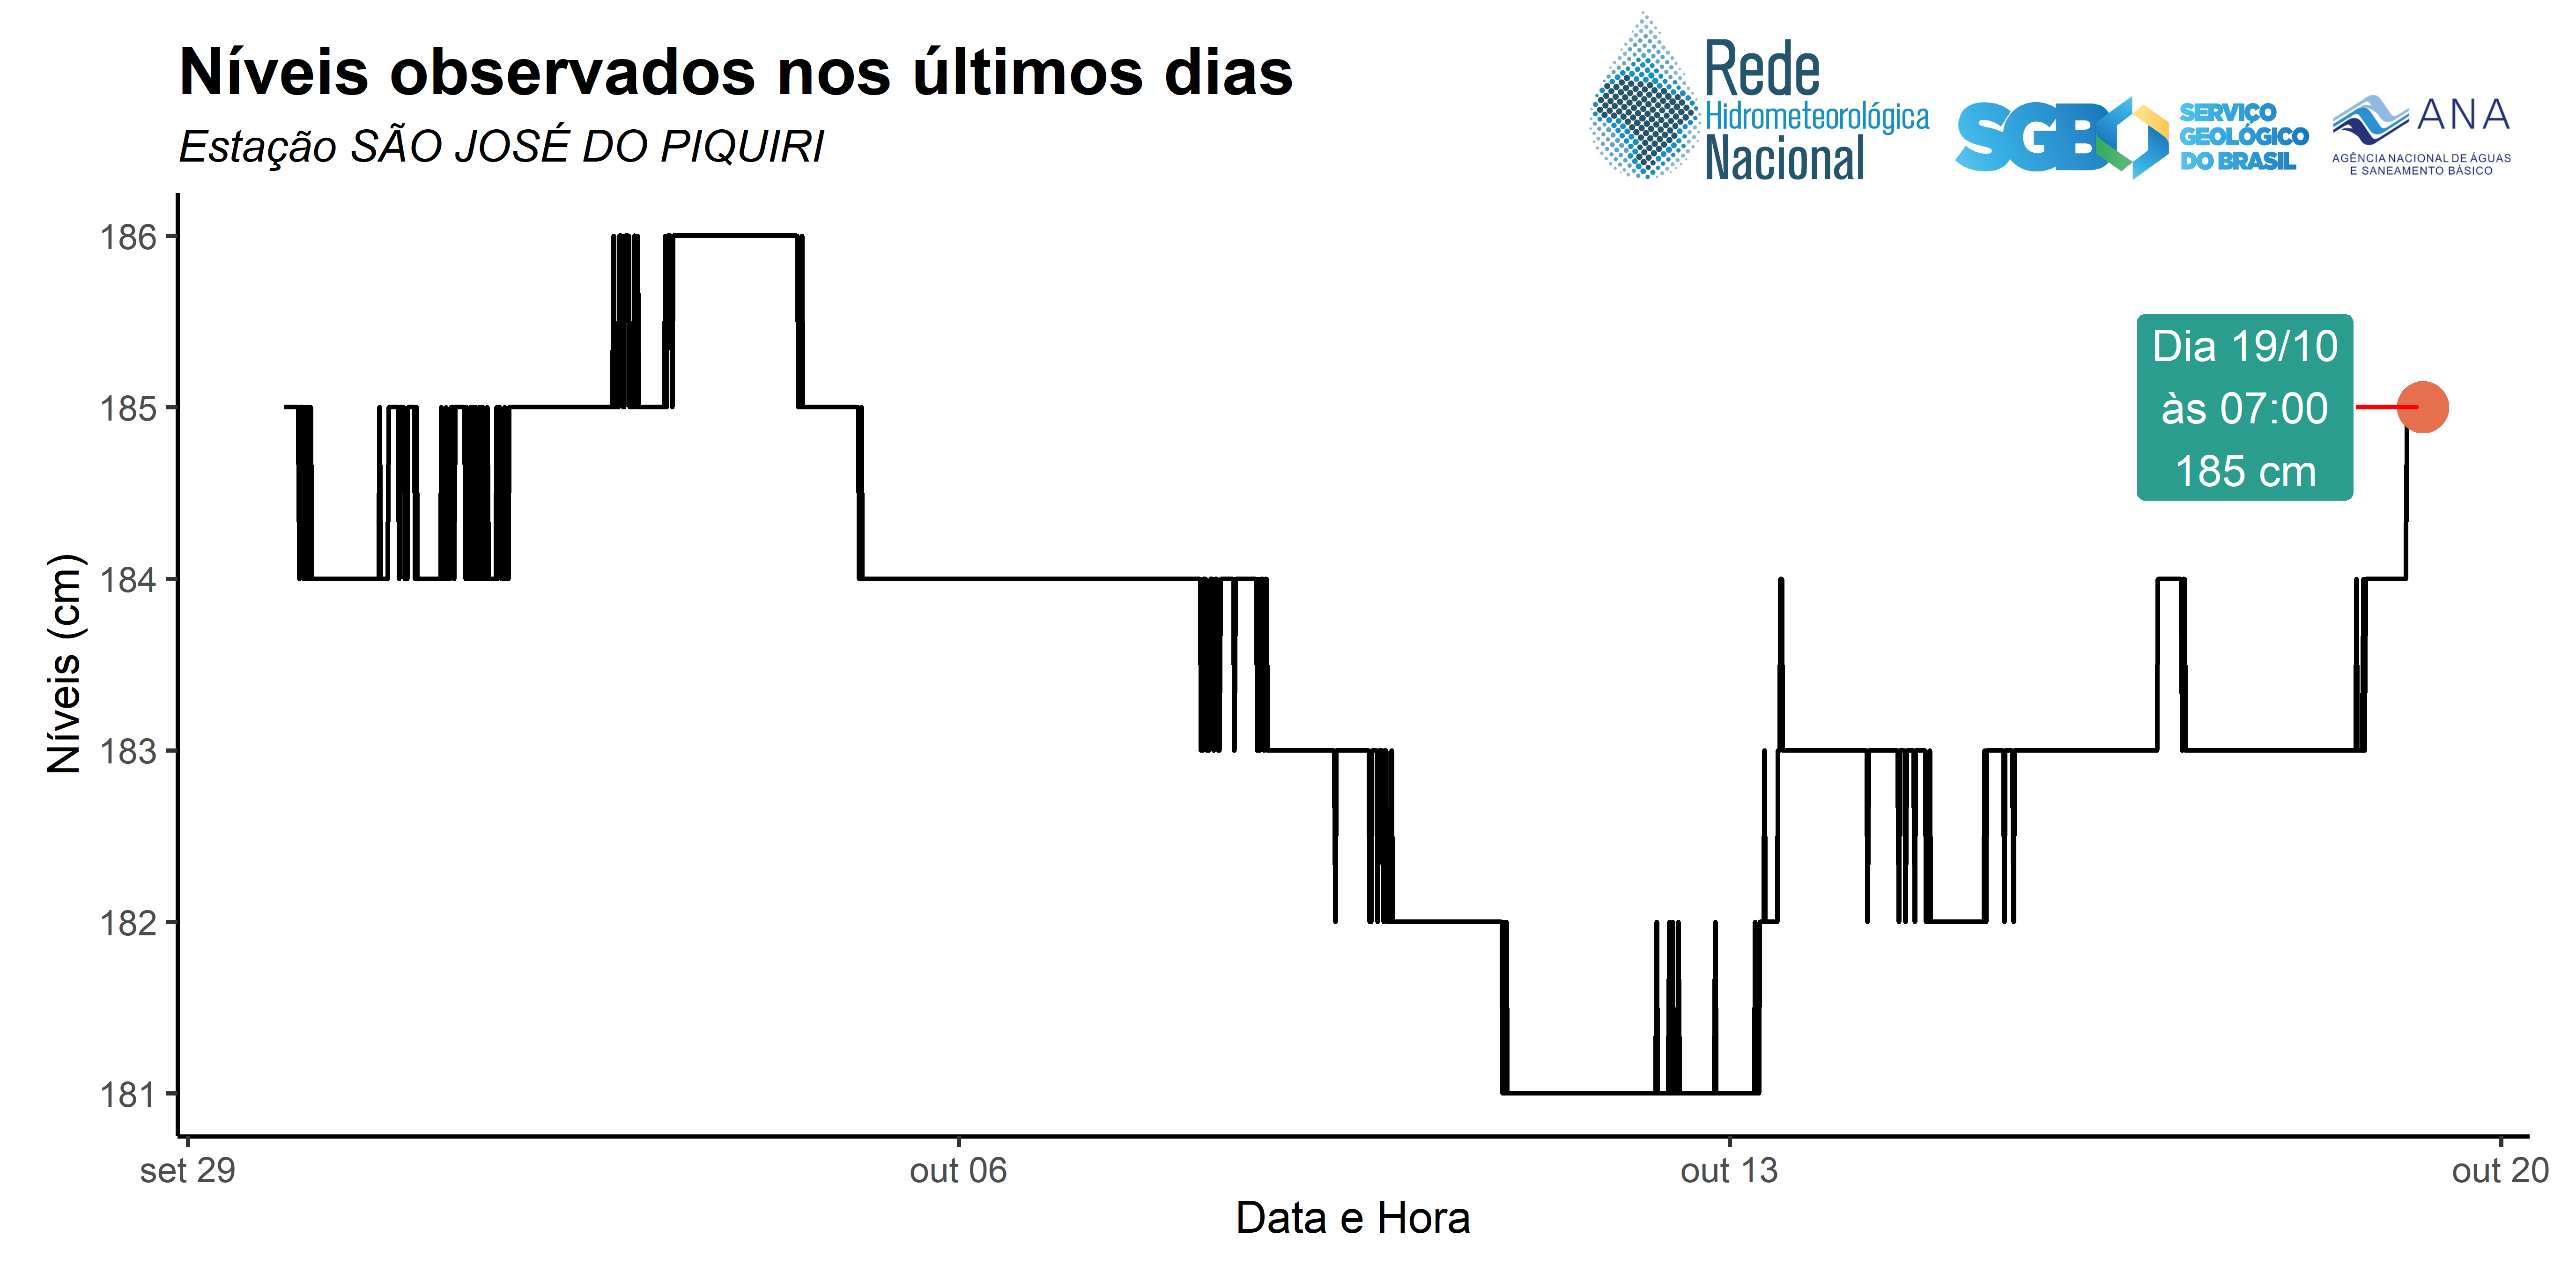 Níveis observados nos últimos dias
Estação SÃO JOSÉ DO PIQUIRI
Rede
Hidrometeorológica
Nacional
SGB
SERVIÇO
GEOLÓGICO
DO BRASIL
ANA
AGÊNCIA NACIONAL DE ÁGUAS
E SANEAMENTO BÁSICO
Níveis (cm)
186
185
184
183
182
181
Dia 19/10
às 07:00
185 cm
set 29
out 06
out 13
out 20
Data e Hora